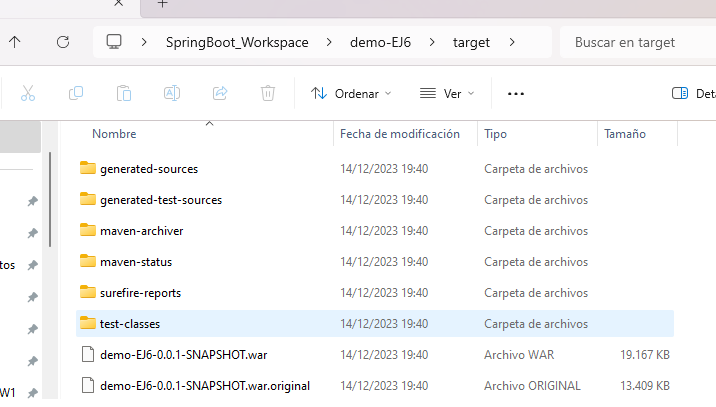 SpringBoot_Workspace > demo-EJ6 > target >
Buscar en target
Ordenar
Ver
Deta
Nombre Fecha de modificación Tipo Tamaño
generated-sources 14/12/2023 19:40 Carpeta de archivos
generated-test-sources 14/12/2023 19:40 Carpeta de archivos
maven-archiver 14/12/2023 19:40 Carpeta de archivos
tos
maven-status 14/12/2023 19:40 Carpeta de archivos
surefire-reports 14/12/2023 19:40 Carpeta de archivos
test-classes 14/12/2023 19:40 Carpeta de archivos
demo-EJ6-0.0.1-SNAPSHOT.war 14/12/2023 19:40 Archivo WAR 19.167 KB
W1
demo-EJ6-0.0.1-SNAPSHOT.war.original 14/12/2023 19:40 Archivo ORIGINAL 13.409 KB